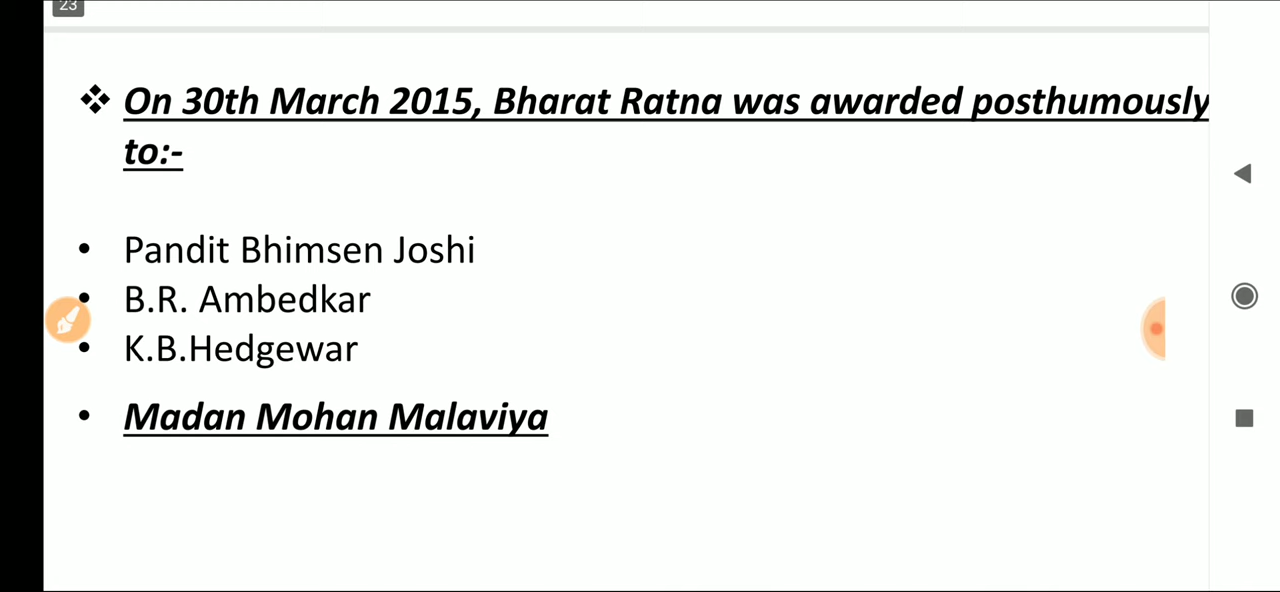 23
❖ On 30th March 2015, Bharat Ratna was awarded posthumously
to:-
• Pandit Bhimsen Joshi
• B.R. Ambedkar
• K.B.Hedgewar
• Madan Mohan Malaviya